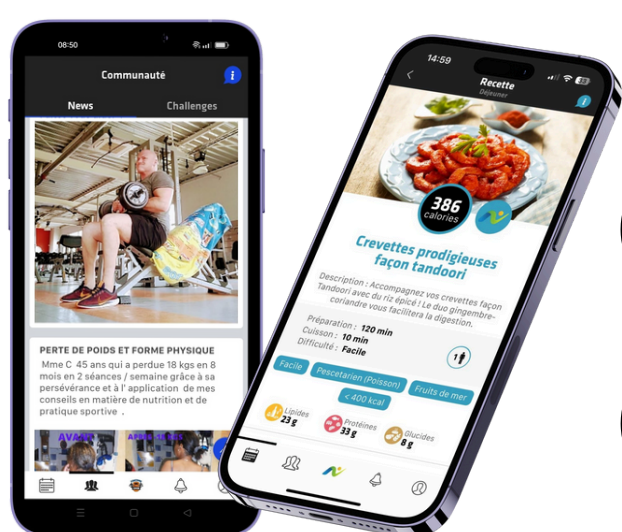 08:50
Communauté
News
Challenges
PERTE DE POIDS ET FORME PHYSIQUE
Mme C 45 ans qui a perdue 18 kgs en 8
mois en 2 séances / semaine grâce à sa
persévérance et à l' application de mes
conseils en matière de nutrition et de
pratique sportive .
AVANT
14:59
Recette
Déjeuner
386
calories
Crevettes prodigieuses
façon tandoori
Description : Accompagnez vos crevettes façon
Tandoori avec du riz épicé ! Le duo gingembre-
coriandre vous facilitera la digestion.
Préparation : 120 min
Cuisson : 10 min
Difficulté : Facile
1
Facile
Pescetarien (Poisson)
Fruits de mer
< 400 kcal
Lipides
23 g
Protéines
33 g
Glucides
8 g